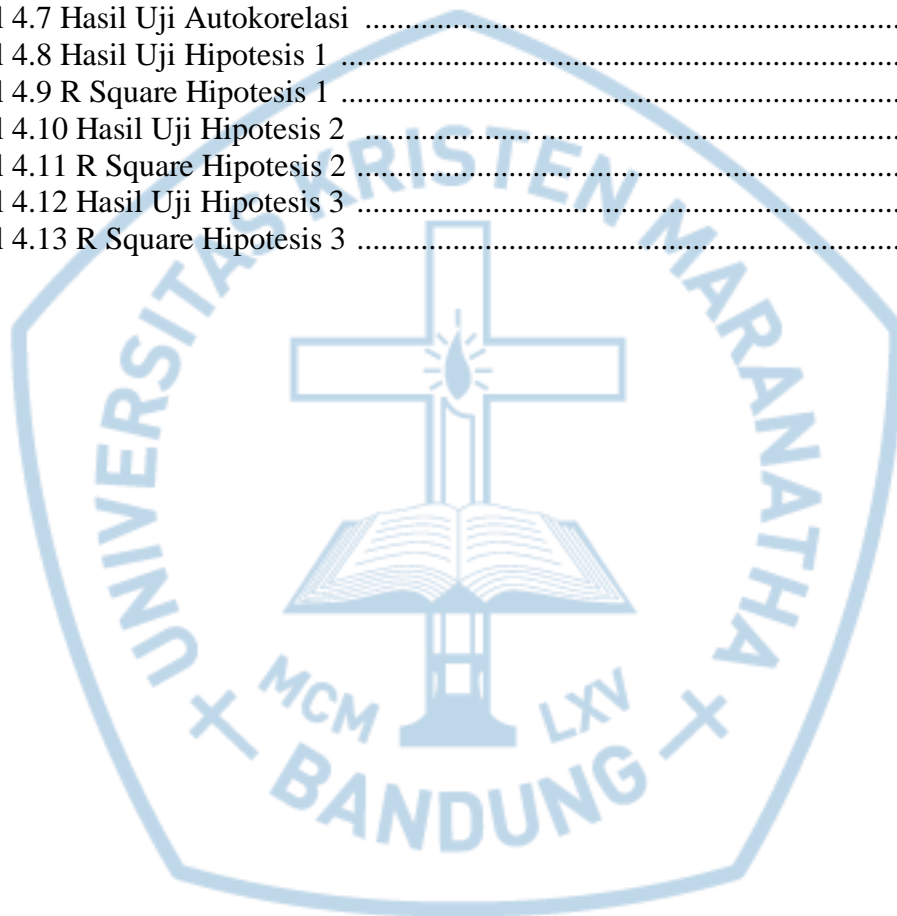 l 4.7 Hasil Uji Autokorelasi ..........................................................................
l 4.8 Hasil Uji Hipotesis 1 ..............................................................................
l 4.9 R Square Hipotesis 1 ..............................................................................
l 4.10 Hasil Uji Hipotesis 2 ..........................................................................
l 4.11 R Square Hipotesis 2 ...........................................................................
l 4.12 Hasil Uji Hipotesis 3 ...........................................................................
l 4.13 R Square Hipotesis 3 ...........................................................................
UNIVERSITAS KRISTEN MARANATHA
MCM LXV
BANDUNG